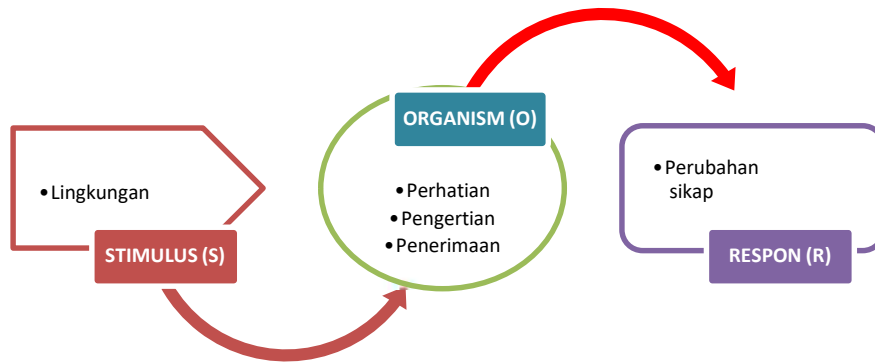 •Lingkungan
STIMULUS (S)
ORGANISM (O)
•Perhatian
•Pengertian
•Penerimaan
•Perubahan
sikap
RESPON (R)